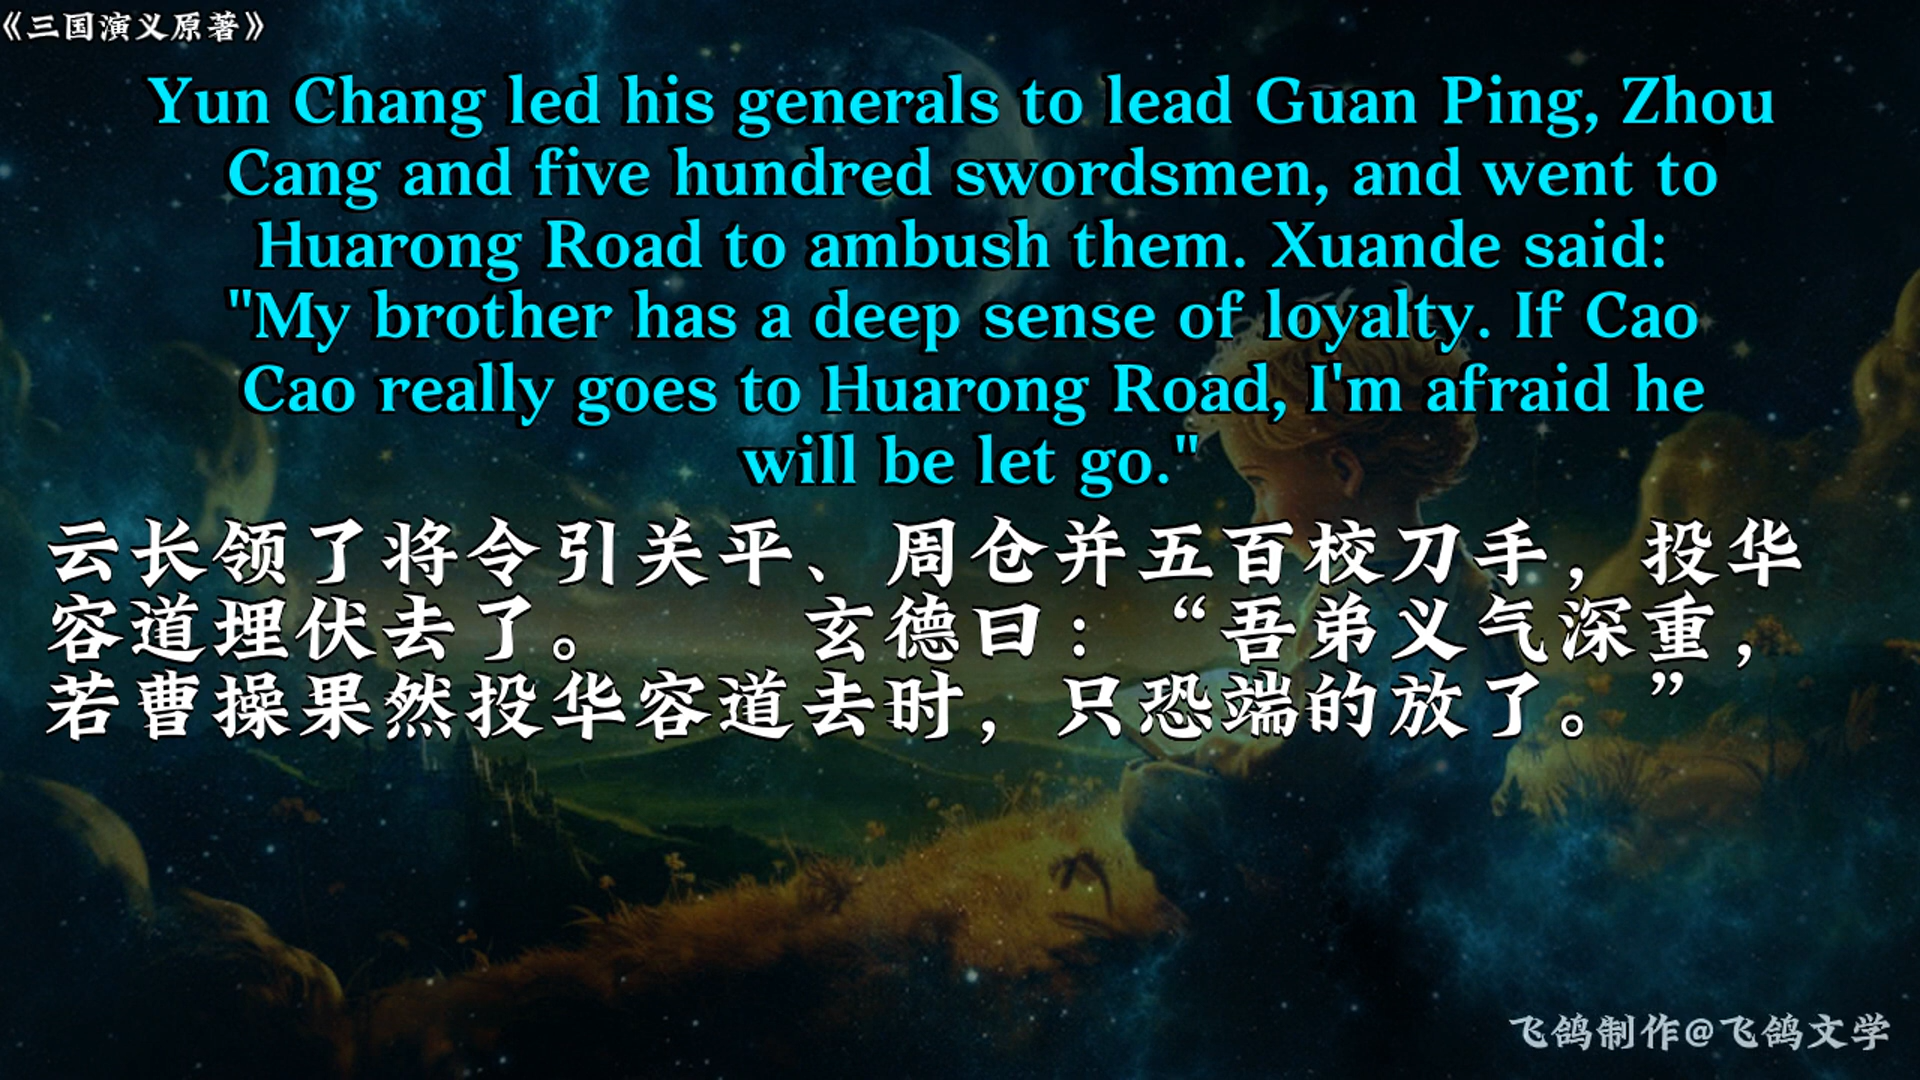 《三国演义原著》
Yun Chang led his generals to lead Guan Ping, Zhou
Cang and five hundred swordsmen, and went to
Huarong Road to ambush them. Xuande said:
"My brother has a deep sense of loyalty. If Cao
Cao really goes to Huarong Road, I'm afraid he
will be let go."
云长领了将令引关平、周仓并五百校刀手，投华
容道埋伏去了。　　玄德曰：“吾弟义气深重，
若曹操果然投华容道去时，只恐端的放了。”
飞鸽制作@飞鸽文学